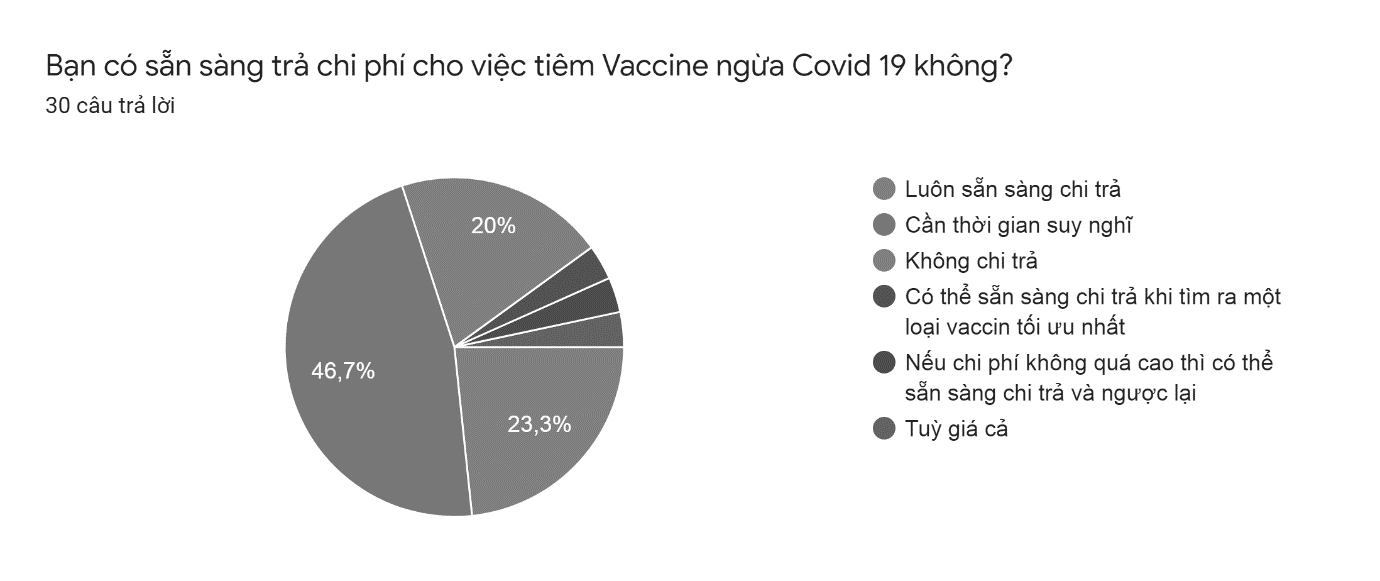 Bạn có sẵn sàng trả chi phí cho việc tiêm Vaccine ngừa Covid 19 không?
30 câu trả lời
20%
46,7%
23,3%
Luôn sẵn sàng chi trả
Cần thời gian suy nghĩ
Không chi trả
Có thể sẵn sàng chi trả khi tìm ra một
loại vaccin tối ưu nhất
Nếu chi phí không quá cao thì có thể
sẵn sàng chi trả và ngược lại
Tuỳ giá cả